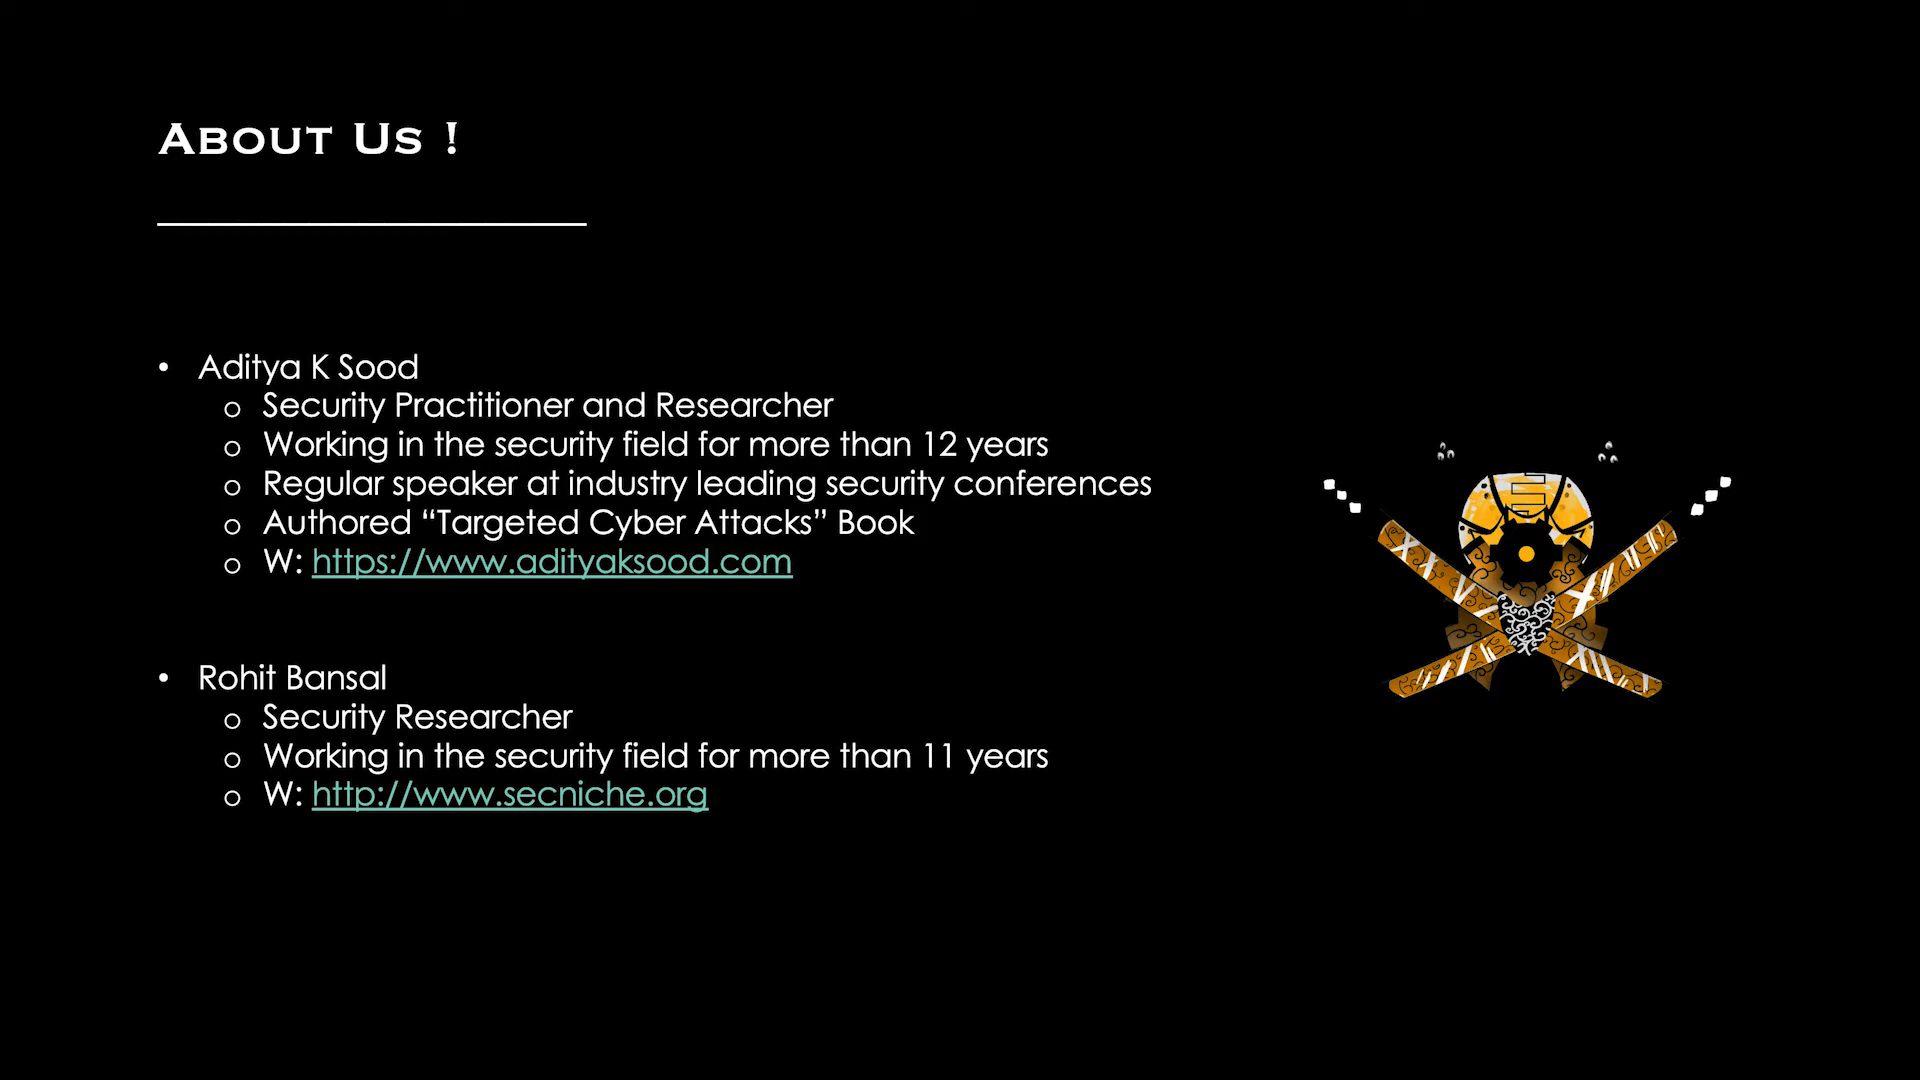 About Us !
• Aditya K Sood
o Security Practitioner and Researcher
o Working in the security field for more than 12 years
o Regular speaker at industry leading security conferences
o Authored “Targeted Cyber Attacks” Book
o W: https://www.adityaksood.com
• Rohit Bansal
o Security Researcher
o Working in the security field for more than 11 years
o W: http://www.secniche.org